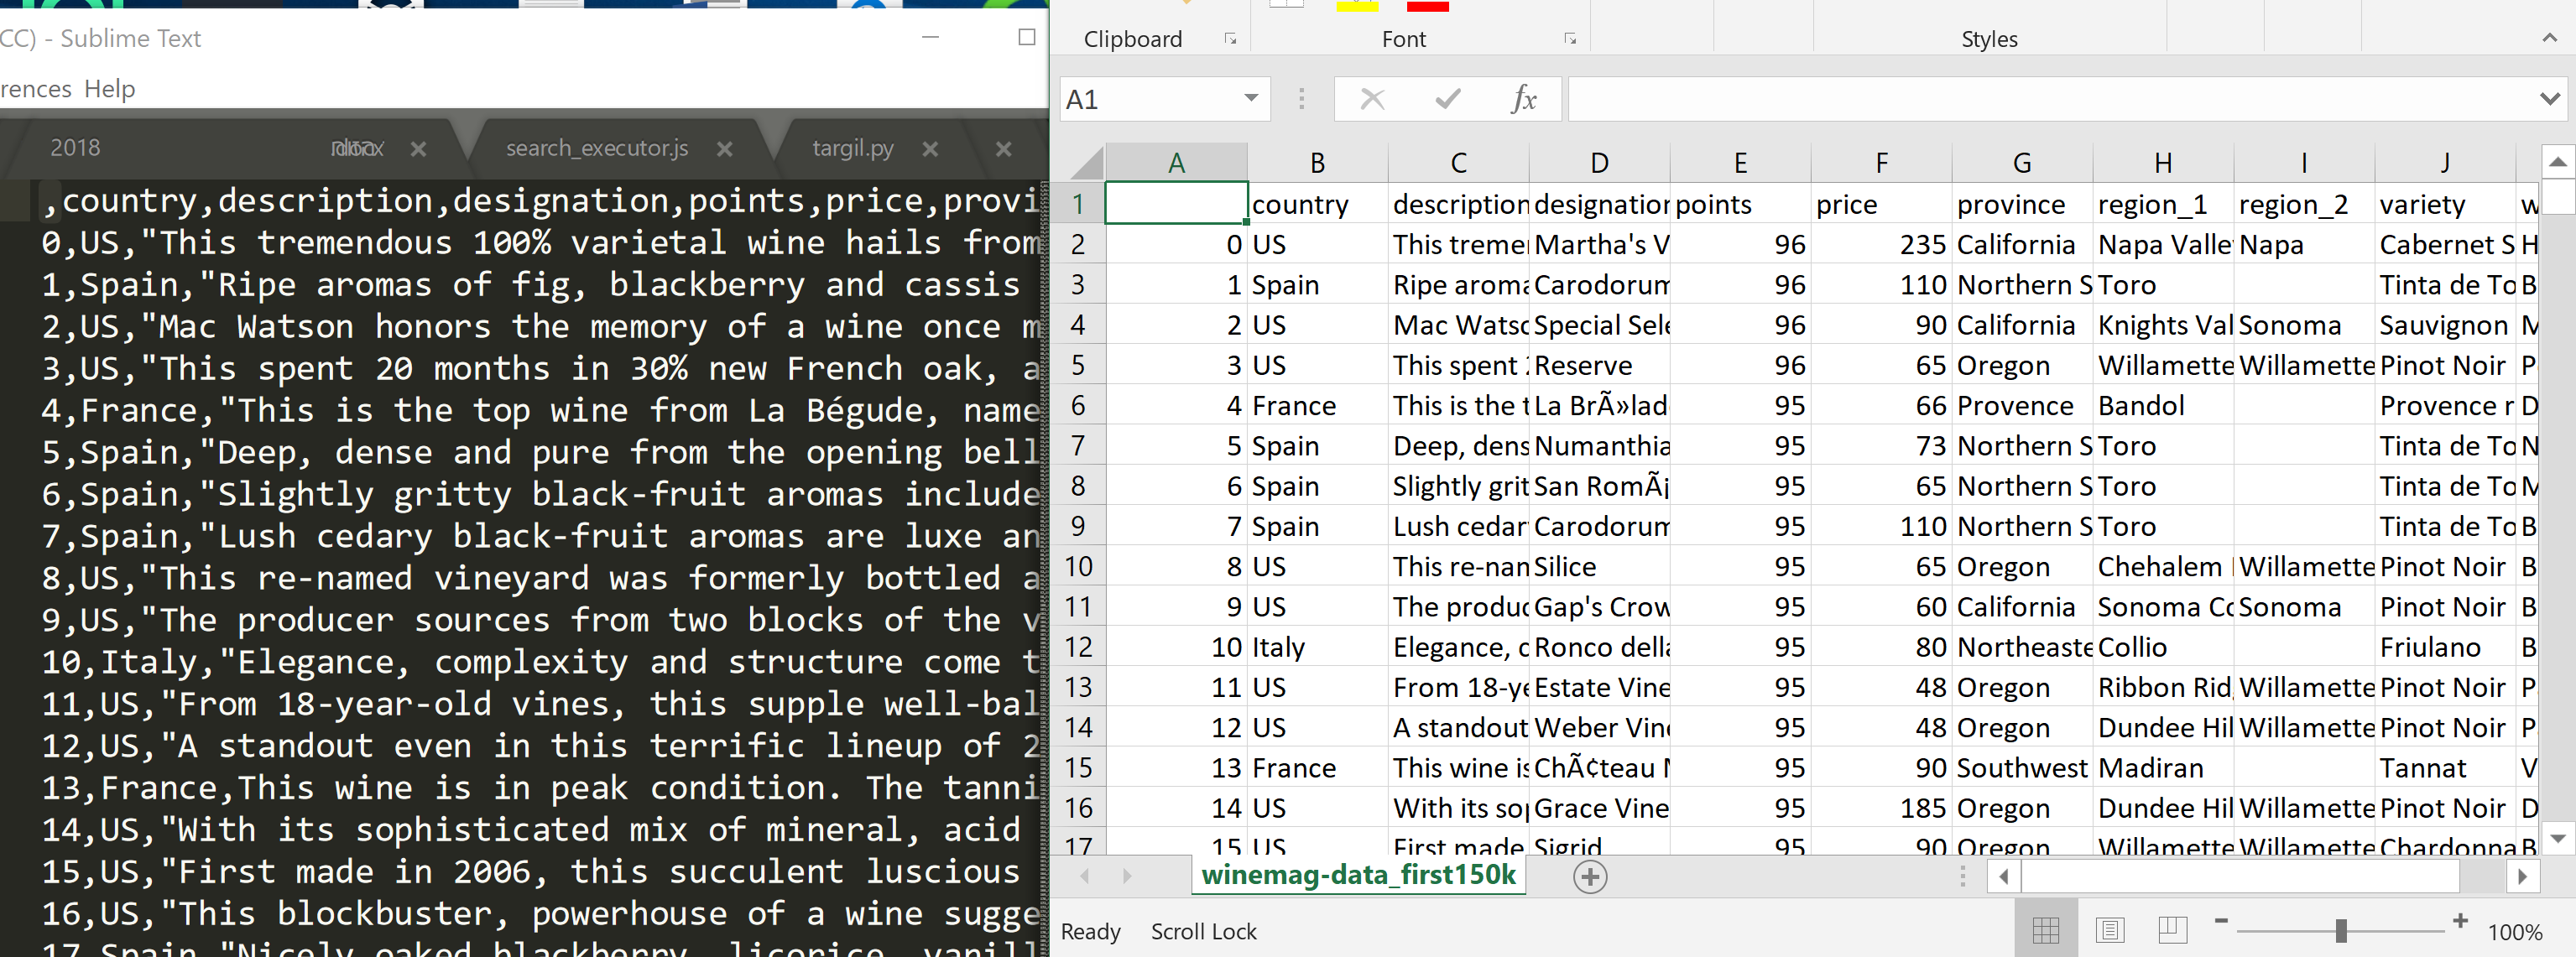 CC) - Sublime Text
rences Help
2018 .docx search_executor.js targil.py
,country,description,designation,points,price,provi
0,US,"This tremendous 100% varietal wine hails from
1,Spain,"Ripe aromas of fig, blackberry and cassis
2,US,"Mac Watson honors the memory of a wine once m
3,US,"This spent 20 months in 30% new French oak, a
4,France,"This is the top wine from La Bégude, name
5,Spain,"Deep, dense and pure from the opening bell
6,Spain,"Slightly gritty black-fruit aromas include
7,Spain,"Lush cedary black-fruit aromas are luxe an
8,US,"This re-named vineyard was formerly bottled a
9,US,"The producer sources from two blocks of the v
10,Italy,"Elegance, complexity and structure come t
11,US,"From 18-year-old vines, this supple well-bal
12,US,"A standout even in this terrific lineup of 2
13,France,This wine is in peak condition. The tanni
14,US,"With its sophisticated mix of mineral, acid
15,US,"First made in 2006, this succulent luscious
16,US,"This blockbuster, powerhouse of a wine sugge
17,Spain,"Nicely oaked blackberry, licorice, vanill
Clipboard Font Styles
A1 fx
A B C D E F G H I J
1 country description designation points price province region_1 region_2 variety w
2 0 US This tremen Martha's V 96 235 California Napa Valley Napa Cabernet S H
3 1 Spain Ripe aroma Carodorum 96 110 Northern S Toro Tinta de To B
4 2 US Mac Watso Special Sele 96 90 California Knights Val Sonoma Sauvignon M
5 3 US This spent 2 Reserve 96 65 Oregon Willamette Willamette Pinot Noir P
6 4 France This is the t La BrÃ»lad 95 66 Provence Bandol Provence r D
7 5 Spain Deep, dens Numanthia 95 73 Northern S Toro Tinta de To N
8 6 Spain Slightly grit San RomÃ¡ 95 65 Northern S Toro Tinta de To M
9 7 Spain Lush cedar Carodorum 95 110 Northern S Toro Tinta de To B
10 8 US This re-nam Silice 95 65 Oregon Chehalem Willamette Pinot Noir B
11 9 US The produc Gap's Crow 95 60 California Sonoma Co Sonoma Pinot Noir B
12 10 Italy Elegance, c Ronco della 95 80 Northeaste Collio Friulano B
13 11 US From 18-ye Estate Vine 95 48 Oregon Ribbon Rid Willamette Pinot Noir P
14 12 US A standout Weber Vine 95 48 Oregon Dundee Hil Willamette Pinot Noir P
15 13 France This wine is ChÃ¢teau M 95 90 Southwest Madiran Tannat V
16 14 US With its sop Grace Vine 95 185 Oregon Dundee Hil Willamette Pinot Noir D
17 15 US First made Sigrid 95 90 Oregon Willamette Willamette Chardonna B
winemag-data_first150k
Ready Scroll Lock 100%